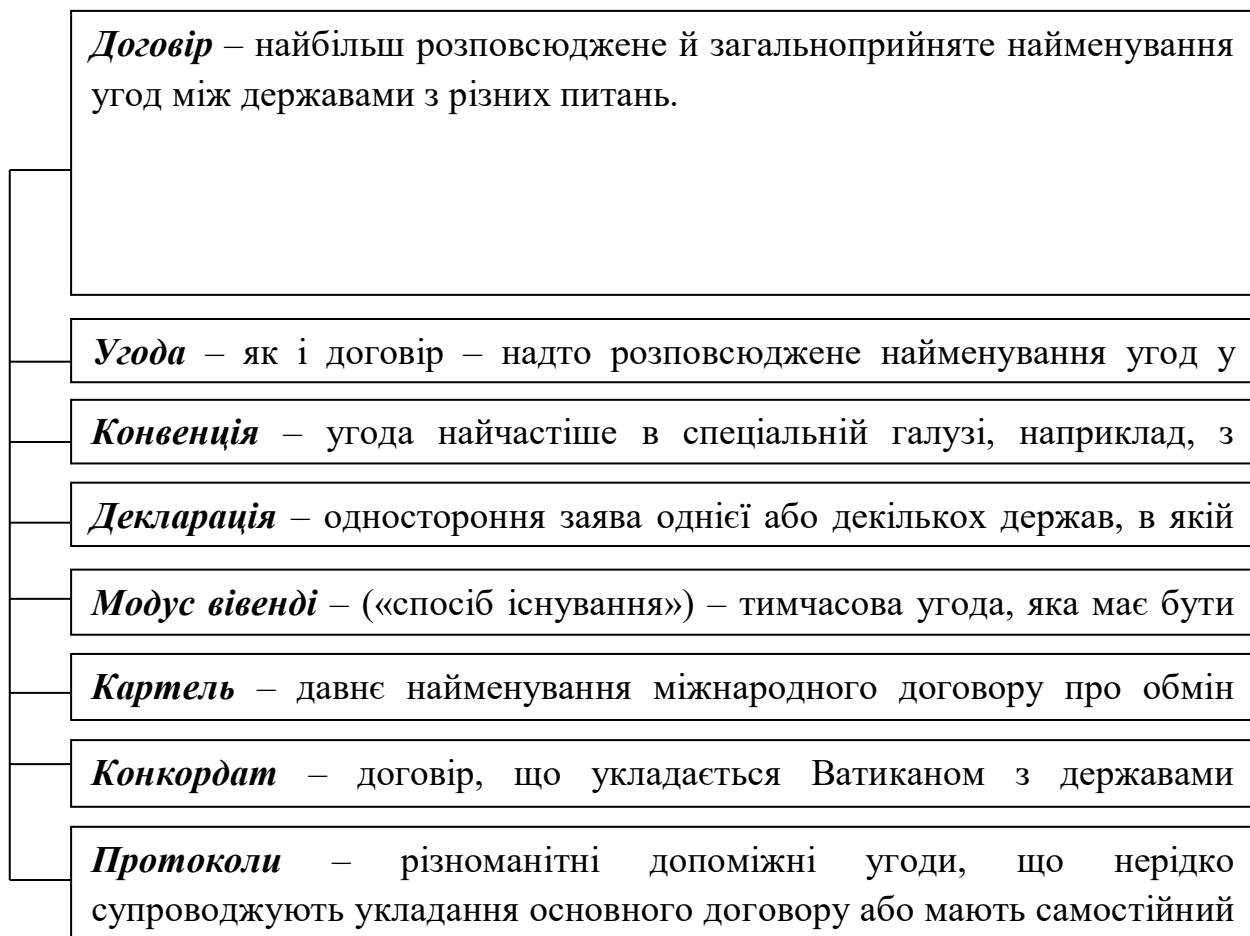 Договір – найбільш розповсюджене й загальноприйняте найменування
угод між державами з різних питань.
Угода – як і договір – надто розповсюджене найменування угод у
Конвенція – угода найчастіше в спеціальній галузі, наприклад, з
Декларація – одностороння заява однієї або декількох держав, в якій
Модус вівенді – («спосіб існування») – тимчасова угода, яка має бути
Картель – давнє найменування міжнародного договору про обмін
Конкордат – договір, що укладається Ватиканом з державами
Протоколи – різноманітні допоміжні угоди, що нерідко
супроводжують укладання основного договору або мають самостійний